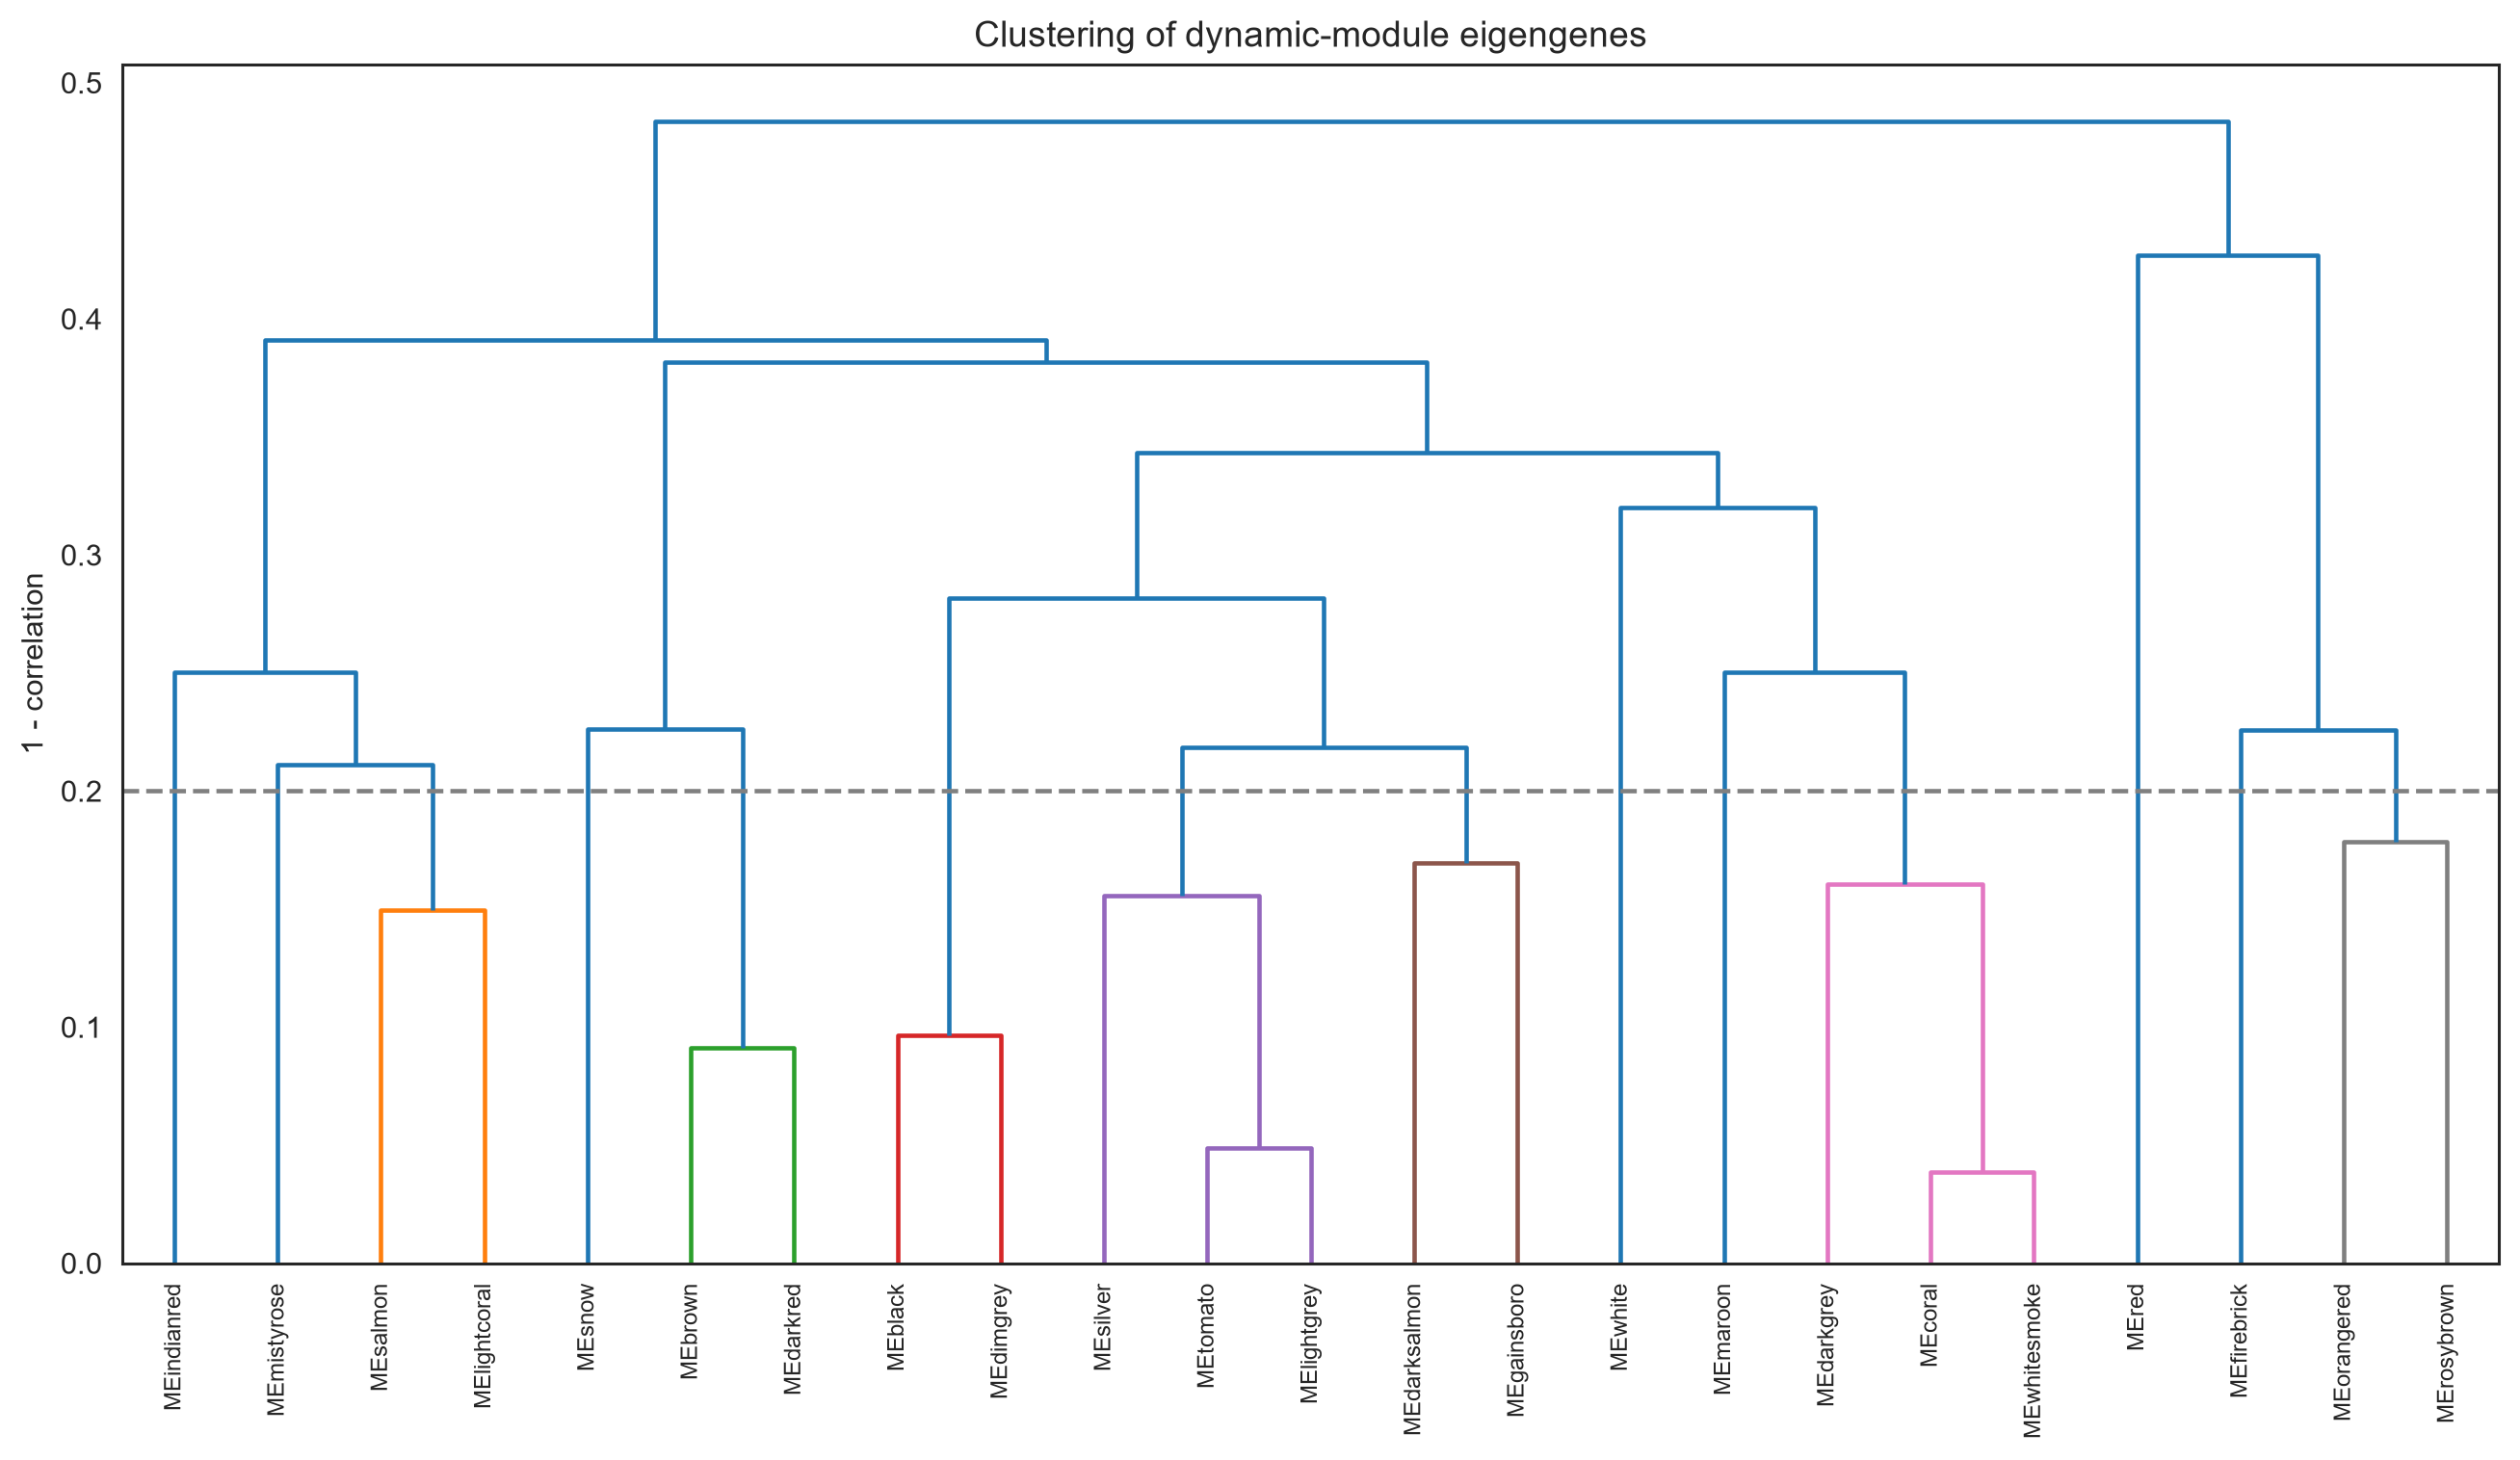 Clustering of dynamic-module eigengenes
0.5
0.4
0.3
0.2
0.1
0.0
1 - correlation
MEindianred
MEmistyrose
MEsalmon
MElightcoral
MEsnow
MEbrown
MEdarkred
MEblack
MEdimgrey
MEsilver
MEtomato
MElightgrey
MEdarksalmon
MEgainsboro
MEwhite
MEmaroon
MEdarkgrey
MEcoral
MEwhitesmoke
MEred
MEfirebrick
MEorangered
MErosybrown